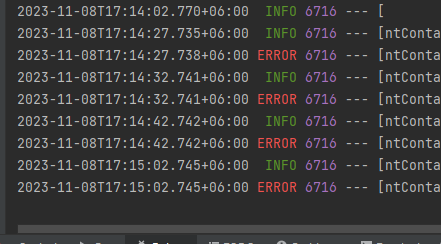 2023-11-08T17:14:02.770+06:00  INFO 6716 --- [
2023-11-08T17:14:27.735+06:00  INFO 6716 --- [ntConta
2023-11-08T17:14:27.738+06:00 ERROR 6716 --- [ntConta
2023-11-08T17:14:32.741+06:00  INFO 6716 --- [ntConta
2023-11-08T17:14:32.741+06:00 ERROR 6716 --- [ntConta
2023-11-08T17:14:42.742+06:00  INFO 6716 --- [ntConta
2023-11-08T17:14:42.742+06:00 ERROR 6716 --- [ntConta
2023-11-08T17:15:02.745+06:00  INFO 6716 --- [ntConta
2023-11-08T17:15:02.745+06:00 ERROR 6716 --- [ntConta